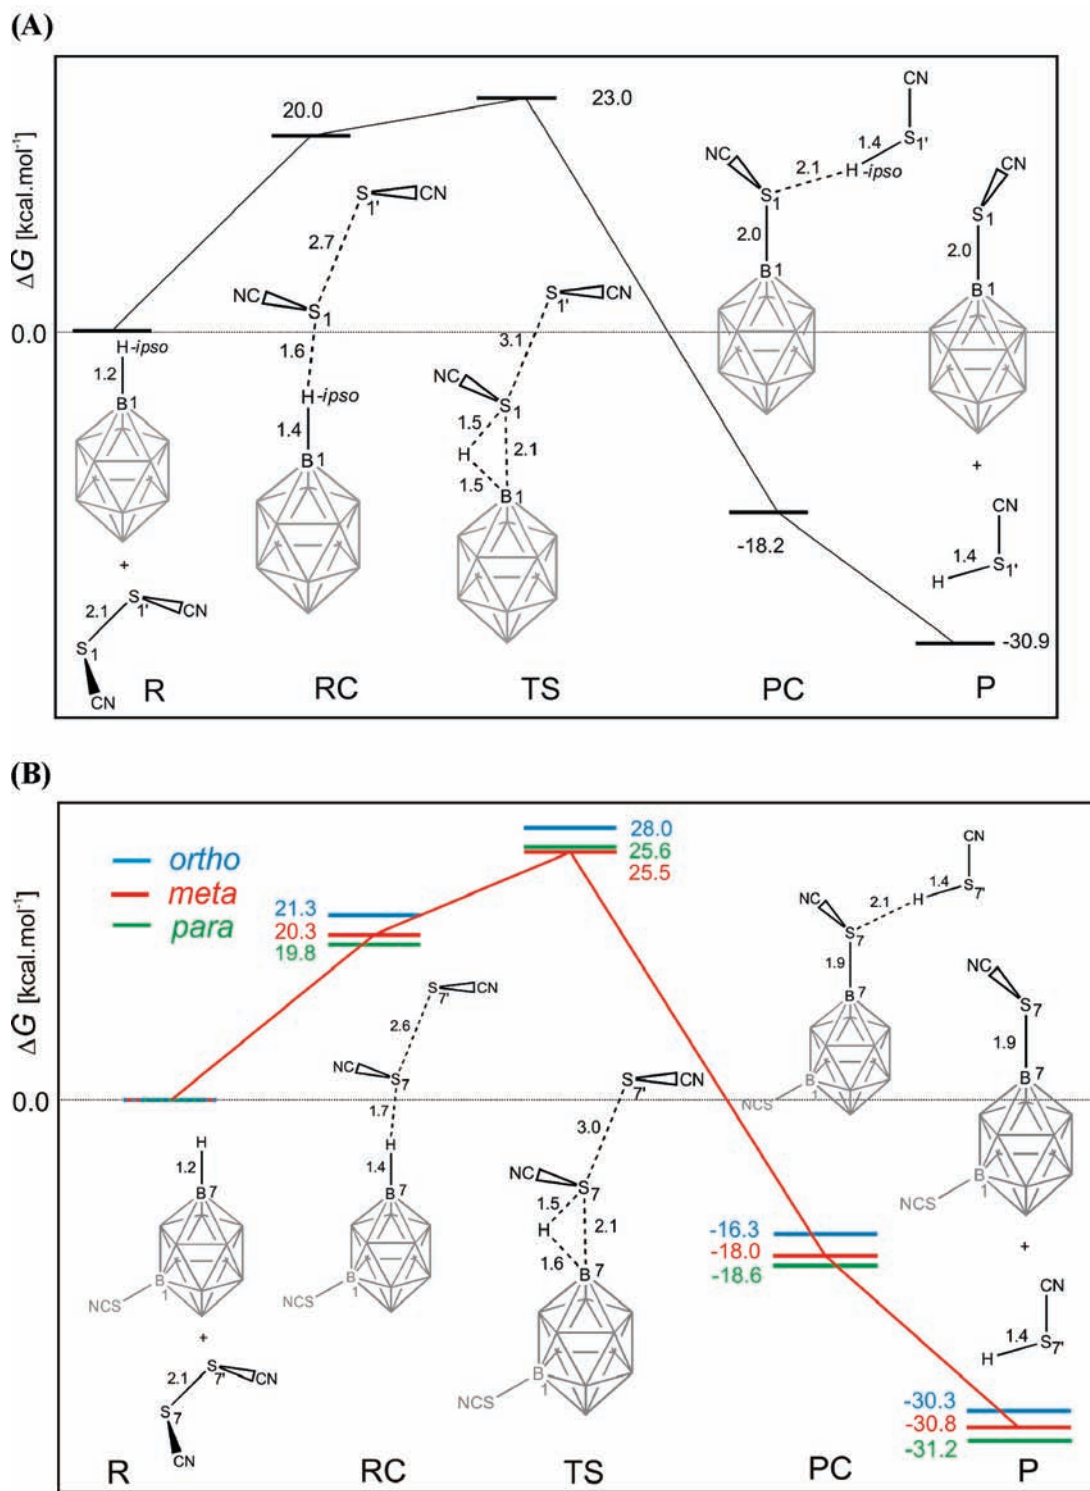 (A)
ΔG [kcal.mol⁻¹]
0.0
20.0
23.0
-18.2
-30.9
H-ipso
1.2
B1
+
S1'
2.1
CN
S1
CN
R
S1'
CN
2.7
NC
S1
1.6
H-ipso
1.4
B1
RC
S1'
CN
3.1
NC
S1
1.5
H
2.1
1.5
B1
TS
CN
1.4
S1'
NC
2.1
H-ipso
S1
2.0
B1
PC
CN
S1
2.0
B1
+
CN
1.4
S1'
H
P
(B)
ΔG [kcal.mol⁻¹]
0.0
ortho
meta
para
21.3
20.3
19.8
28.0
25.6
25.5
-16.3
-18.0
-18.6
-30.3
-30.8
-31.2
H
1.2
B7
B1
NCS
+
S7'
2.1
CN
S7
CN
R
S7'
CN
2.6
NC
S7
1.7
H
1.4
B7
B1
NCS
RC
S7'
CN
3.0
NC
S7
1.5
H
2.1
1.6
B7
B1
NCS
TS
CN
1.4
S7'
2.1
H
NC
S7
1.9
B7
B1
NCS
PC
NC
S7
1.9
B7
B1
NCS
+
CN
1.4
S7'
H
P